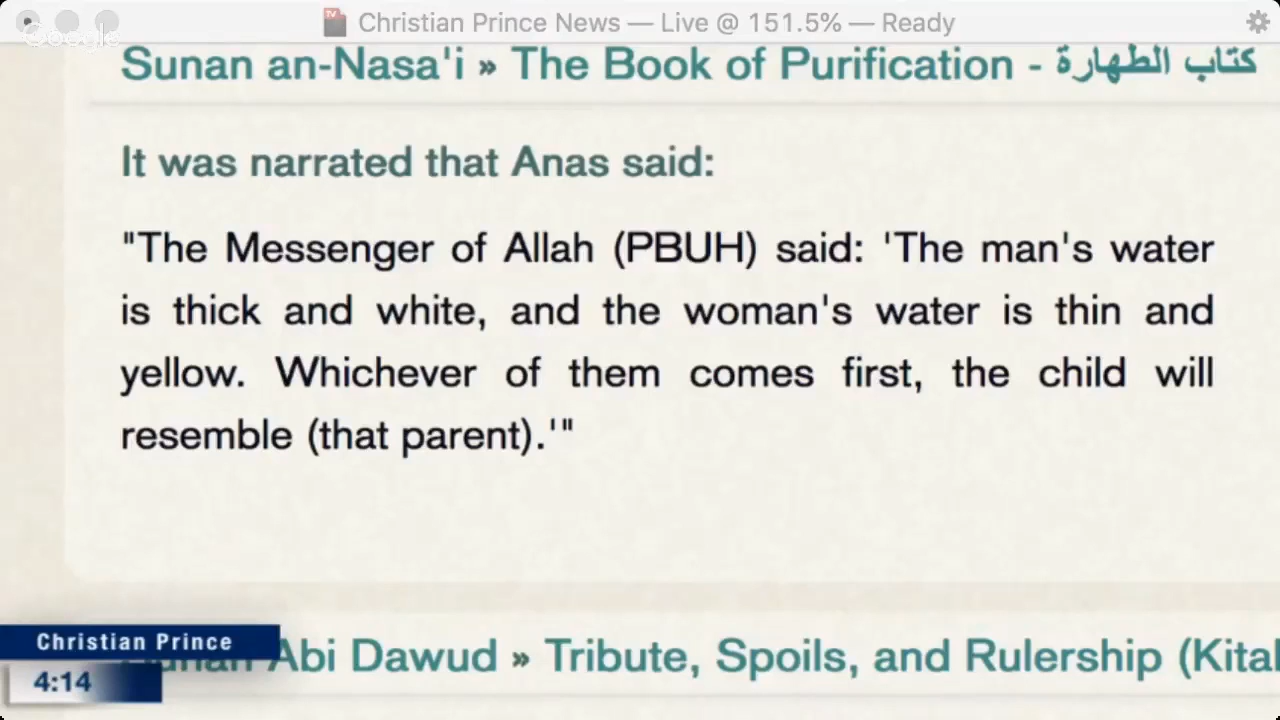 Christian Prince News — Live @ 151.5% — Ready
Google
Sunan an-Nasa'i » The Book of Purification - كتاب الطهارة
It was narrated that Anas said:
"The Messenger of Allah (PBUH) said: 'The man's water
is thick and white, and the woman's water is thin and
yellow. Whichever of them comes first, the child will
resemble (that parent).'"
Christian Prince
Sunan Abi Dawud » Tribute, Spoils, and Rulership (Kital
4:14